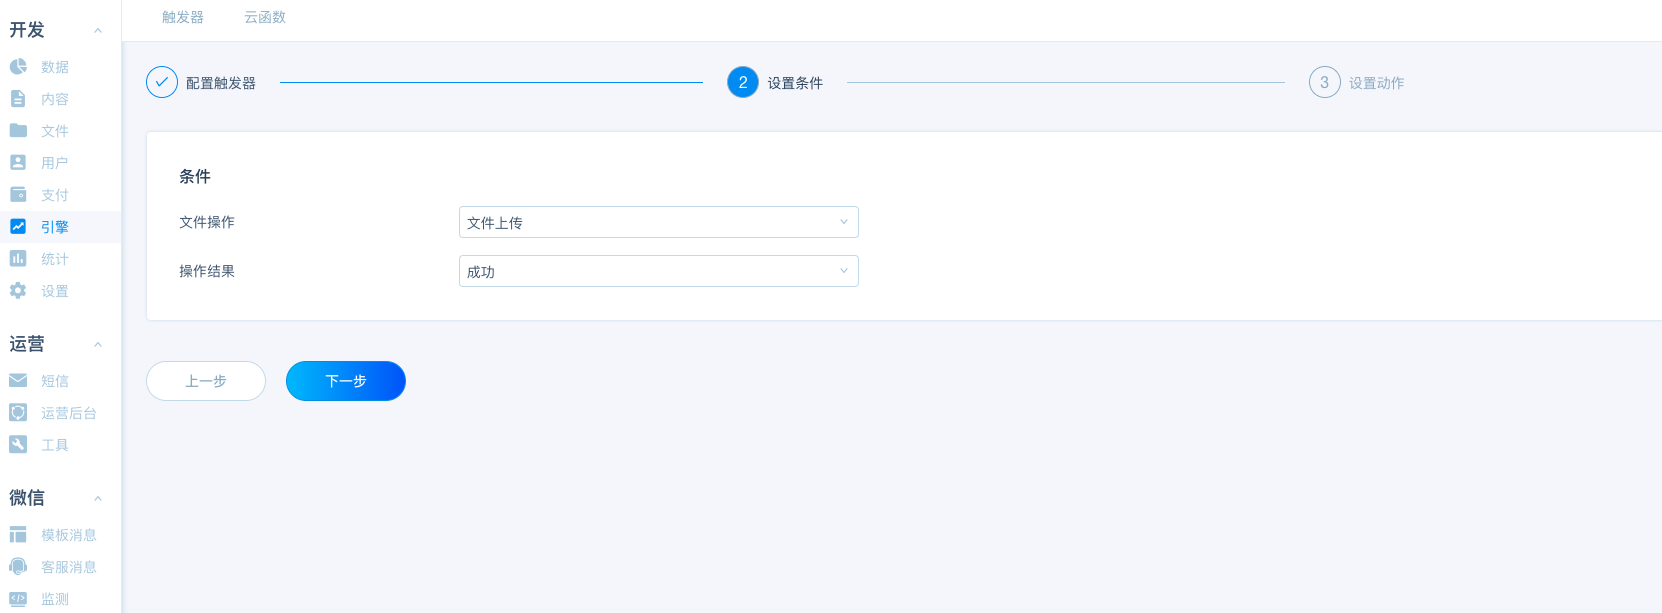 触发器
云函数
开发
数据
内容
文件
用户
支付
引擎
统计
设置
运营
短信
运营后台
工具
微信
模板消息
客服消息
监测
配置触发器
2 设置条件
3 设置动作
条件
文件操作 文件上传
操作结果 成功
上一步
下一步